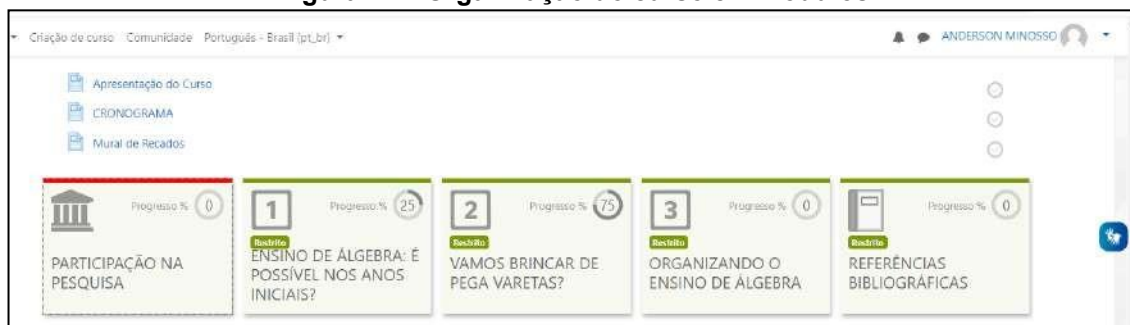 Criação de curso Comunidade Português - Brasil (pt_br)
ANDERSON MINOSSO
Apresentação do Curso
CRONOGRAMA
Mural de Recados
Progresso % 0
PARTICIPAÇÃO NA
PESQUISA
1
Progresso % 25
Restrito
ENSINO DE ÁLGEBRA: É
POSSÍVEL NOS ANOS
INICIAIS?
2
Progresso % 75
Restrito
VAMOS BRINCAR DE
PEGA VARETAS?
3
Progresso % 0
Restrito
ORGANIZANDO O
ENSINO DE ÁLGEBRA
Progresso % 0
Restrito
REFERÊNCIAS
BIBLIOGRÁFICAS